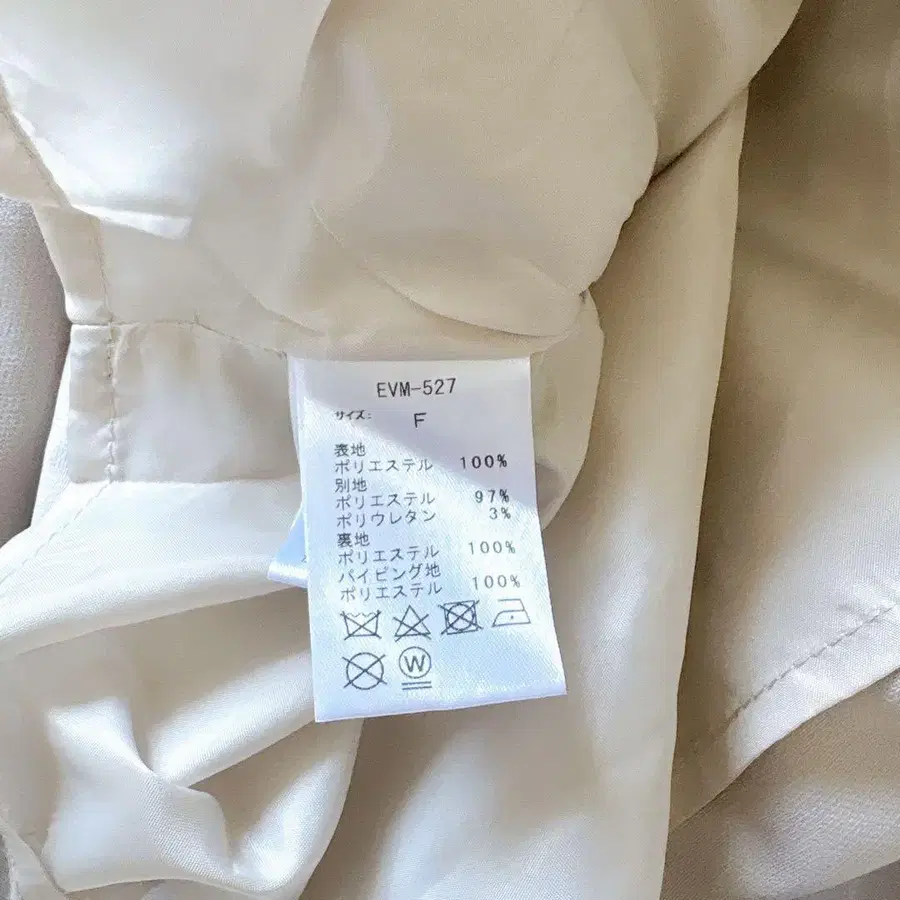 EVM-527
サイズ: F
表地
ポリエステル 100%
別地
ポリエステル 97%
ポリウレタン 3%
裏地
ポリエステル 100%
パイピング地
ポリエステル 100%
W